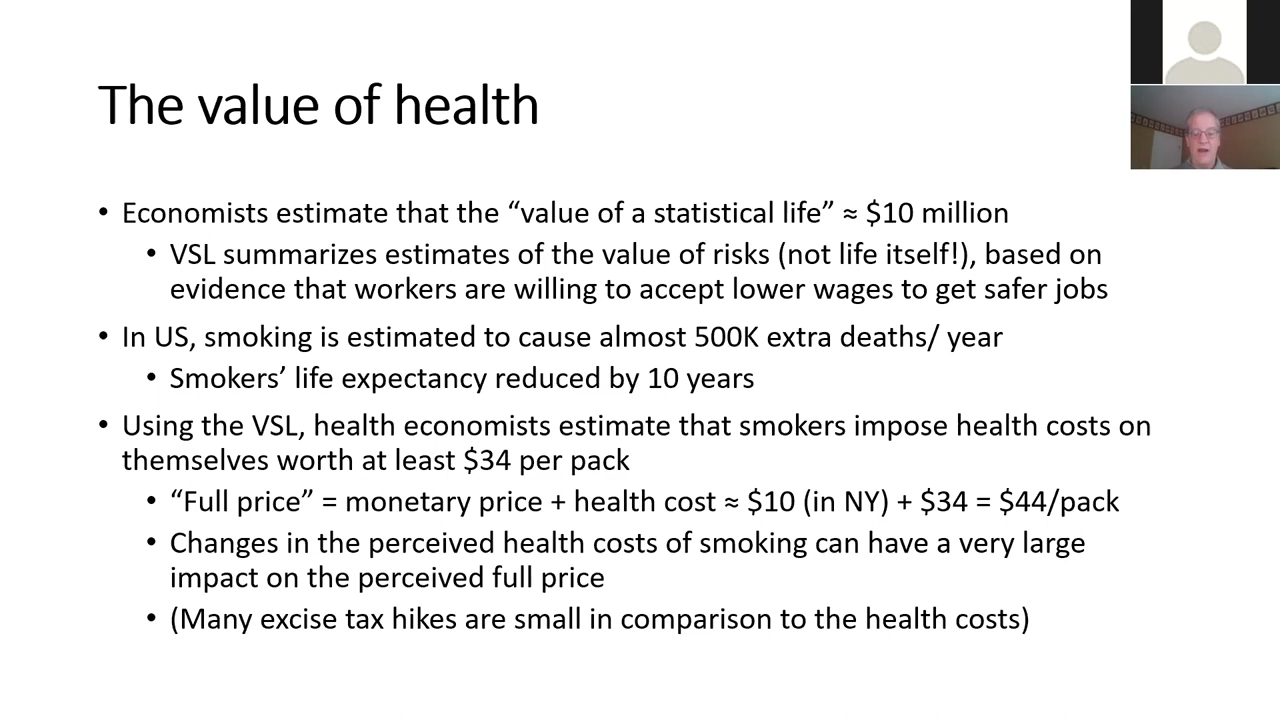 The value of health
• Economists estimate that the “value of a statistical life” ≈ $10 million
• VSL summarizes estimates of the value of risks (not life itself!), based on
evidence that workers are willing to accept lower wages to get safer jobs
• In US, smoking is estimated to cause almost 500K extra deaths/ year
• Smokers’ life expectancy reduced by 10 years
• Using the VSL, health economists estimate that smokers impose health costs on
themselves worth at least $34 per pack
• “Full price” = monetary price + health cost ≈ $10 (in NY) + $34 = $44/pack
• Changes in the perceived health costs of smoking can have a very large
impact on the perceived full price
• (Many excise tax hikes are small in comparison to the health costs)